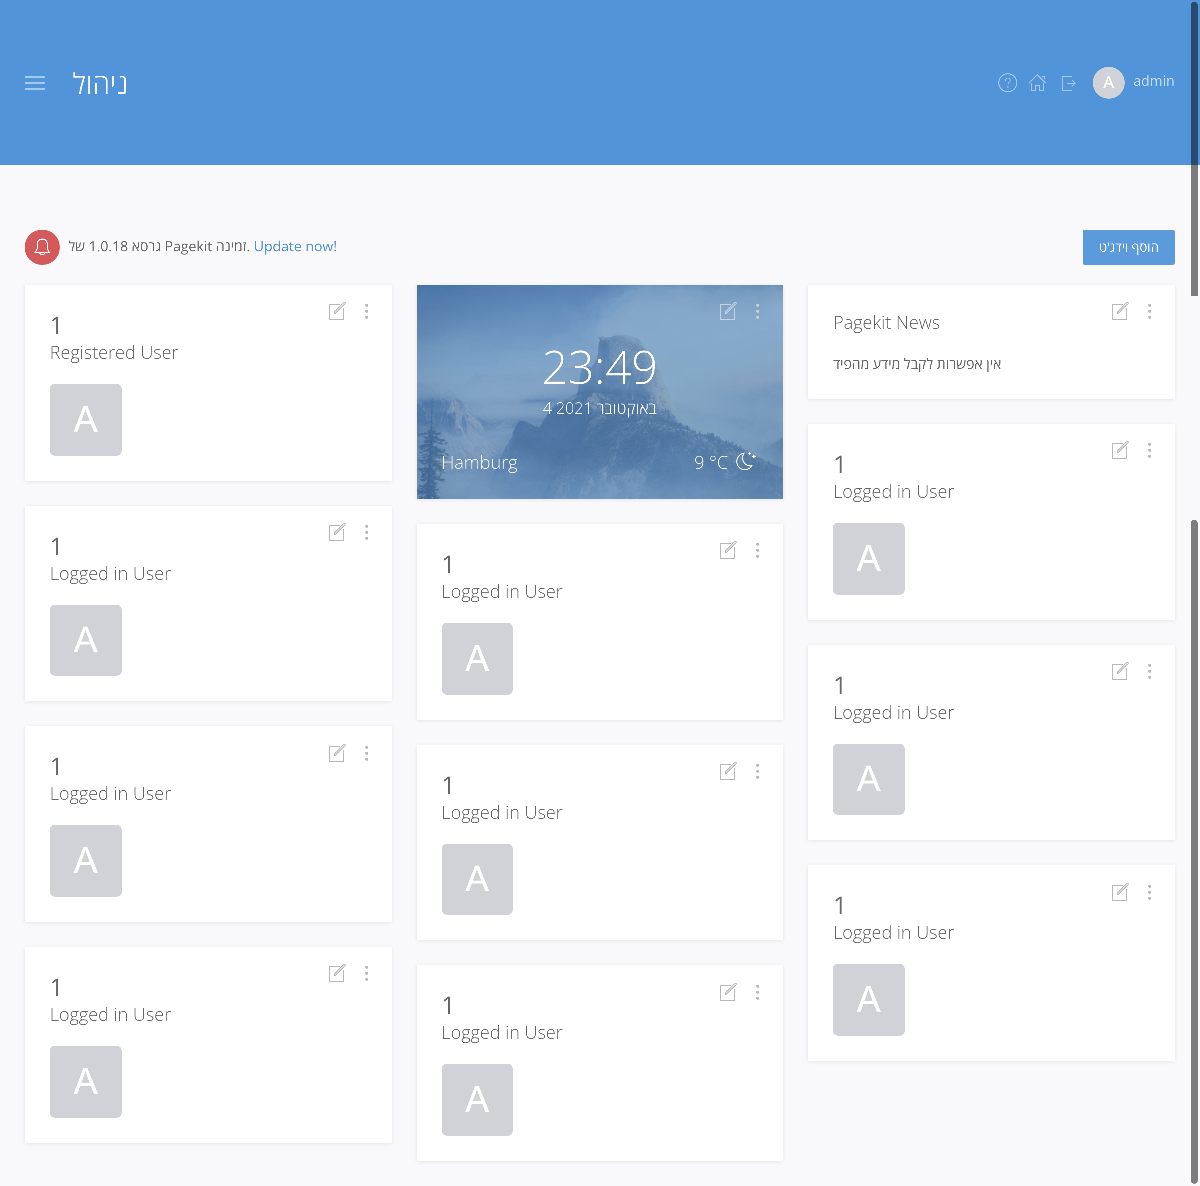 ניהול
A admin
גרסא 1.0.18 של Pagekit זמינה. Update now!
הוסף וידג'ט
1
Registered User
A
1
Logged in User
A
1
Logged in User
A
1
Logged in User
A
23:49
4 באוקטובר 2021
Hamburg 9 °C
1
Logged in User
A
1
Logged in User
A
1
Logged in User
A
Pagekit News
אין אפשרות לקבל מידע מהפיד
1
Logged in User
A
1
Logged in User
A
1
Logged in User
A